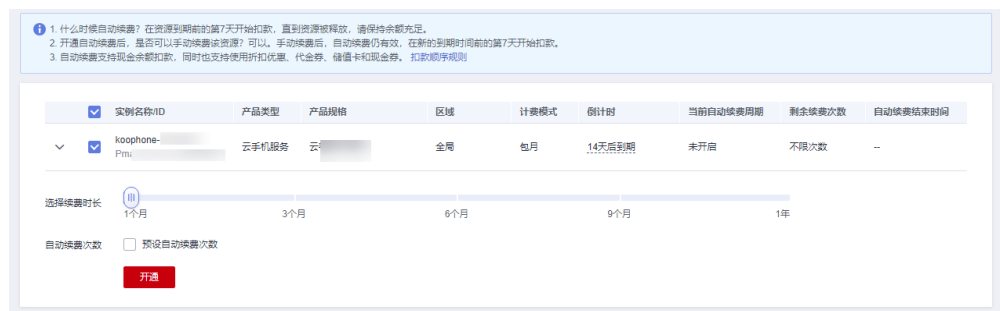 1. 什么时候自动续费？在资源到期前的第7天开始扣款，直到资源被释放，请保持余额充足。
2. 开通自动续费后，是否可以手动续费该资源？可以。手动续费后，自动续费仍有效，在新的到期时间前的第7天开始扣款。
3. 自动续费支持现金余额扣款，同时也支持使用折扣优惠、代金券、储值卡和现金券。 扣款顺序规则
实例名称/ID 产品类型 产品规格 区域 计费模式 倒计时 当前自动续费周期 剩余续费次数 自动续费结束时间
koophone- 云手机服务 云 全局 包月 14天后到期 未开启 不限次数 --
选择续费时长
1个月 3个月 6个月 9个月 1年
自动续费次数 预设自动续费次数
开通